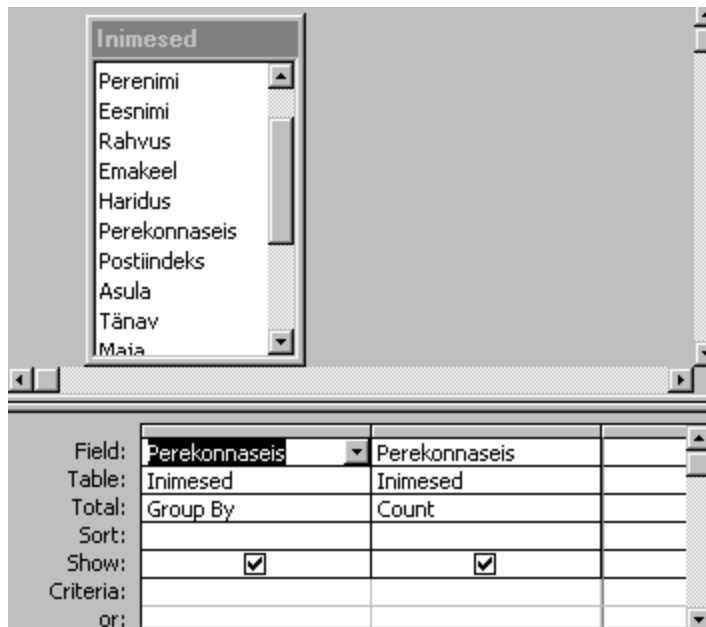 Inimesed
Perenimi
Eesnimi
Rahvus
Emakeel
Haridus
Perekonnaseis
Postiindeks
Asula
Tänav
Maja
Field: Perekonnaseis Perekonnaseis
Table: Inimesed Inimesed
Total: Group By Count
Sort:
Show:
Criteria:
or: